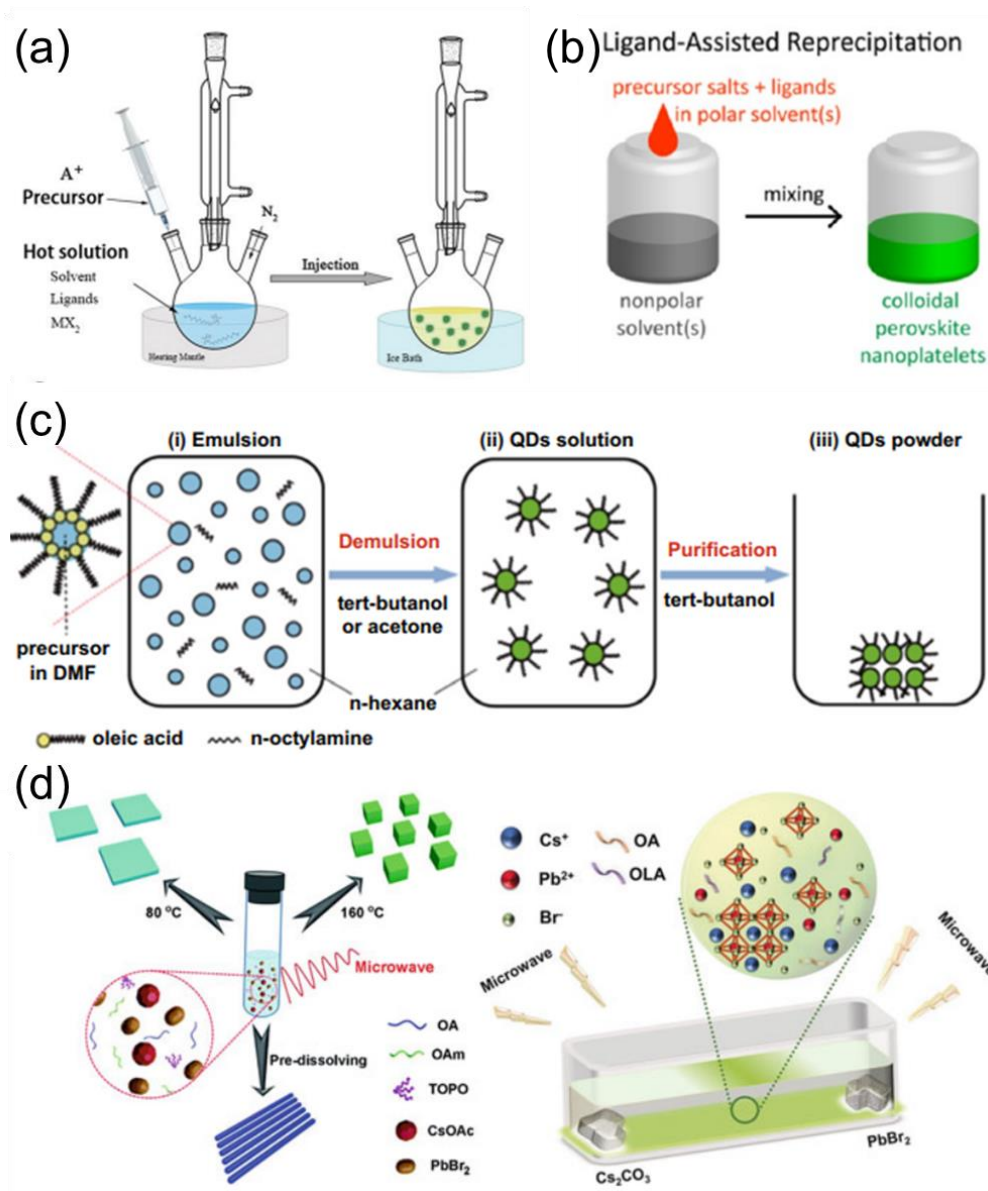 (a)
A⁺
Precursor
N₂
Hot solution
Solvent
Ligands
MX₂
Heating Mantle
Injection
Ice Bath
(b)
Ligand-Assisted Reprecipitation
precursor salts + ligands
in polar solvent(s)
mixing
nonpolar
solvent(s)
colloidal
perovskite
nanoplatelets
(c)
(i) Emulsion
(ii) QDs solution
(iii) QDs powder
Demulsion
tert-butanol
or acetone
Purification
tert-butanol
precursor
in DMF
n-hexane
oleic acid
n-octylamine
(d)
80 °C
160 °C
Microwave
Pre-dissolving
OA
OAm
TOPO
CsOAc
PbBr₂
Cs⁺
OA
Pb²⁺
OLA
Br⁻
Microwave
Microwave
Cs₂CO₃
PbBr₂